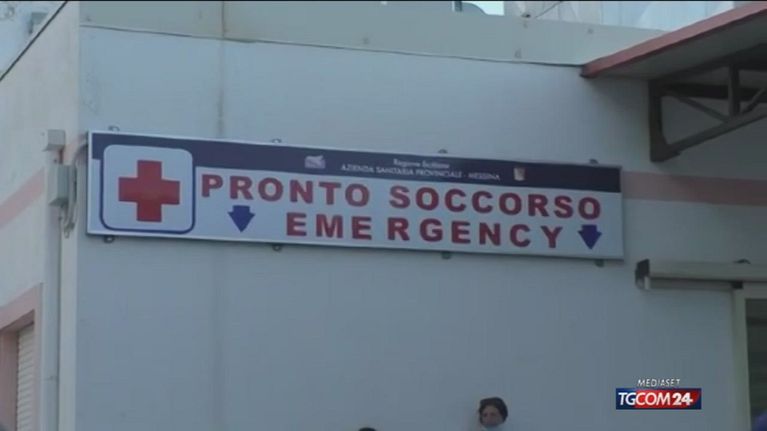 Regione Siciliana
AZIENDA SANITARIA PROVINCIALE - MESSINA
PRONTO SOCCORSO
EMERGENCY
MEDIASET
TGCOM24